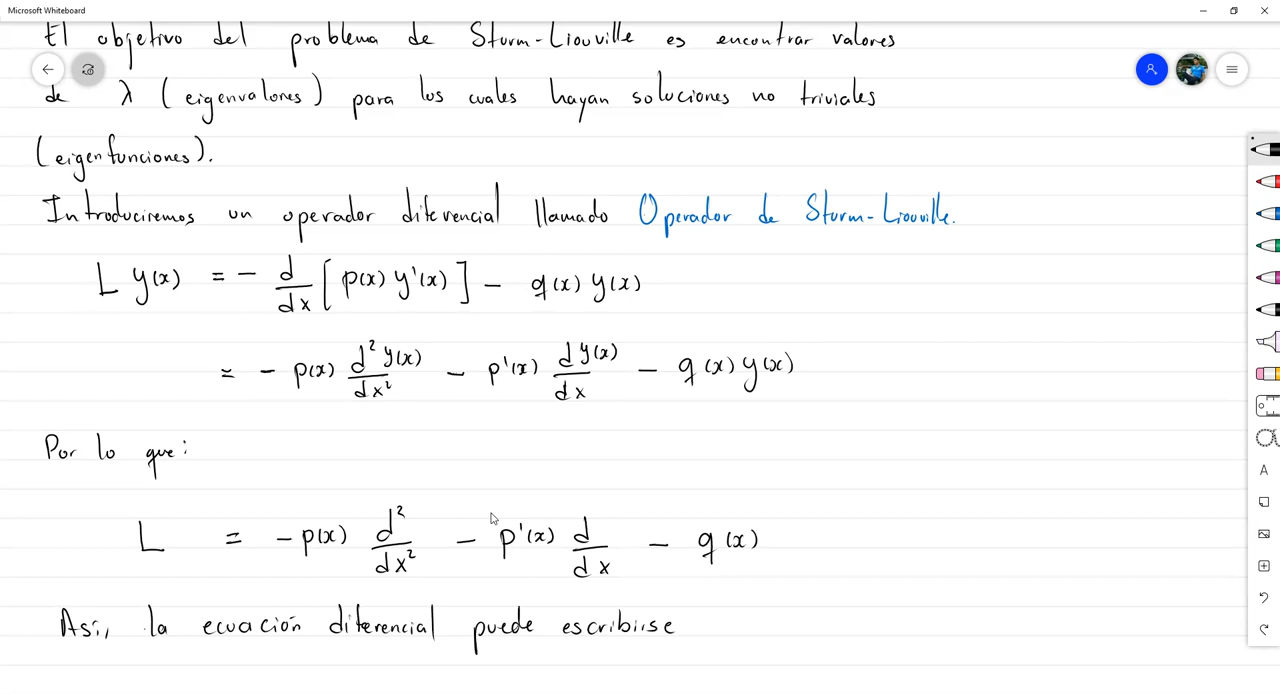 Microsoft Whiteboard
El objetivo del problema de Sturm-Liouville es encontrar valores
de λ (eigenvalores) para los cuales hayan soluciones no triviales
(eigenfunciones).
Introduciremos un operador diferencial llamado Operador de Sturm-Liouville.
L y(x) = - d/dx [p(x) y'(x)] - q(x) y(x)
= - p(x) d²y(x)/dx² - p'(x) dy(x)/dx - q(x) y(x)
Por lo que:
L = -p(x) d²/dx² - p'(x) d/dx - q(x)
Así, la ecuación diferencial puede escribirse
A